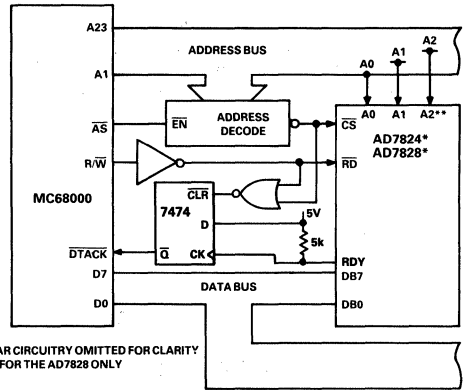 A23
ADDRESS BUS
A2
A1
A0
A1
A0 A1 A2**
ADDRESS
DECODE
EN
AS
CS
AD7824*
AD7828*
R/W
RD
MC68000
CLR
7474
5V
D
5k
DTACK
Q
CK
RDY
D7
DB7
DATA BUS
D0
DB0
AR CIRCUITRY OMITTED FOR CLARITY
FOR THE AD7828 ONLY